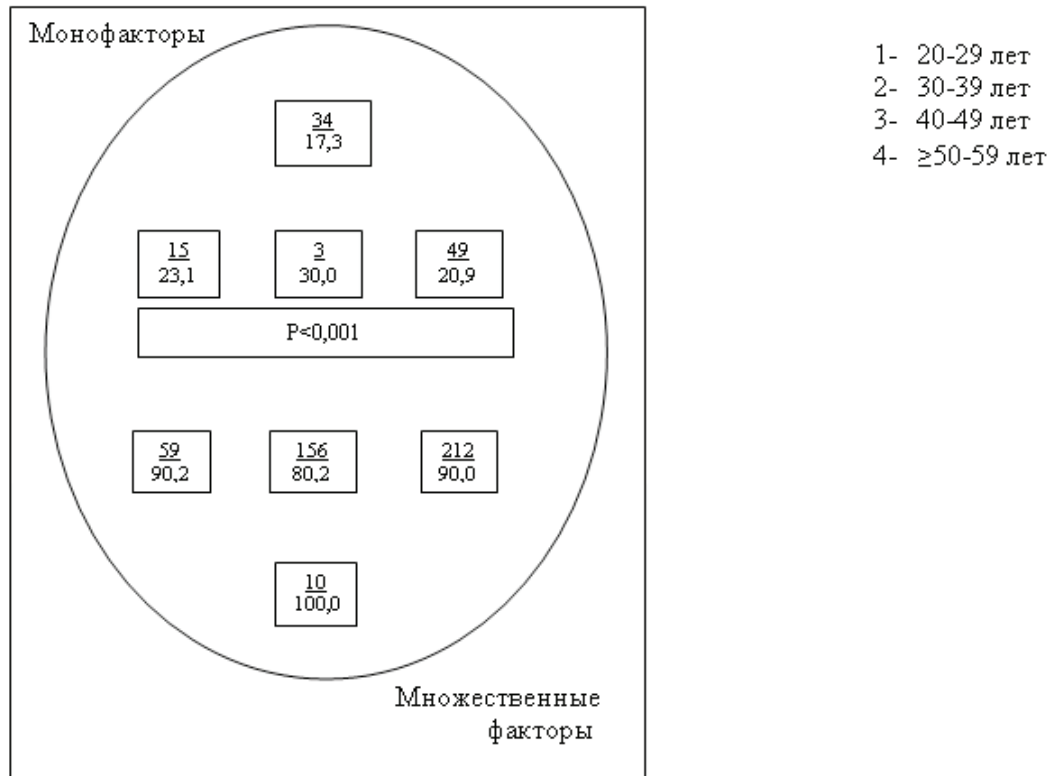 Монофакторы
34
17,3
15
23,1
3
30,0
49
20,9
P<0,001
59
90,2
156
80,2
212
90,0
10
100,0
Множественные
факторы
1- 20-29 лет
2- 30-39 лет
3- 40-49 лет
4- ≥50-59 лет